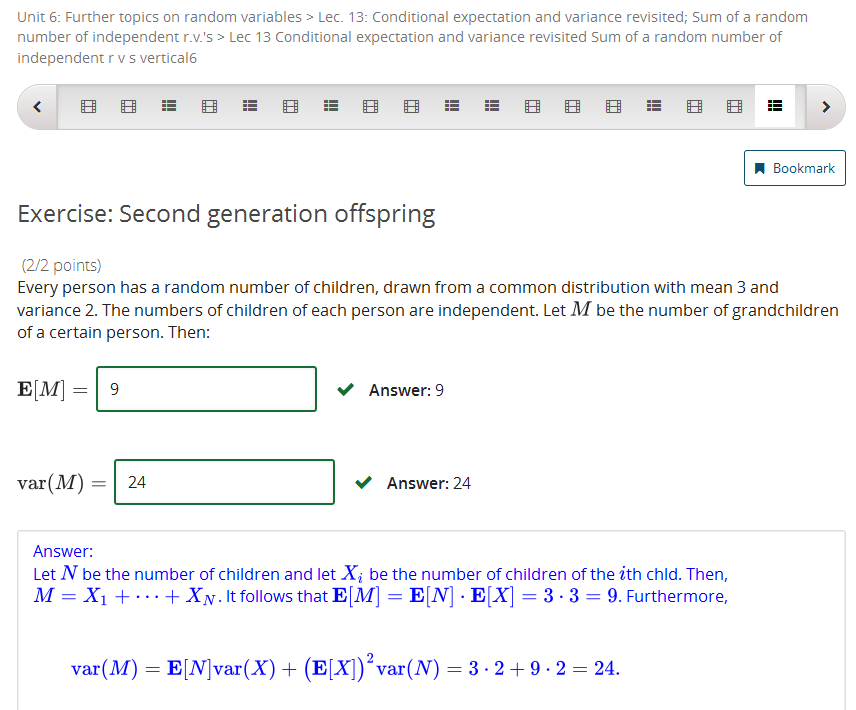 Unit 6: Further topics on random variables > Lec. 13: Conditional expectation and variance revisited; Sum of a random
number of independent r.v.'s > Lec 13 Conditional expectation and variance revisited Sum of a random number of
independent r v s vertical6
Bookmark
Exercise: Second generation offspring
(2/2 points)
Every person has a random number of children, drawn from a common distribution with mean 3 and
variance 2. The numbers of children of each person are independent. Let M be the number of grandchildren
of a certain person. Then:
E[M] = 9 ✔ Answer: 9
var(M) = 24 ✔ Answer: 24
Answer:
Let N be the number of children and let X_i be the number of children of the ith chld. Then,
M = X_1 + ⋯ + X_N. It follows that E[M] = E[N] · E[X] = 3 · 3 = 9. Furthermore,
var(M) = E[N]var(X) + (E[X])^2 var(N) = 3 · 2 + 9 · 2 = 24.